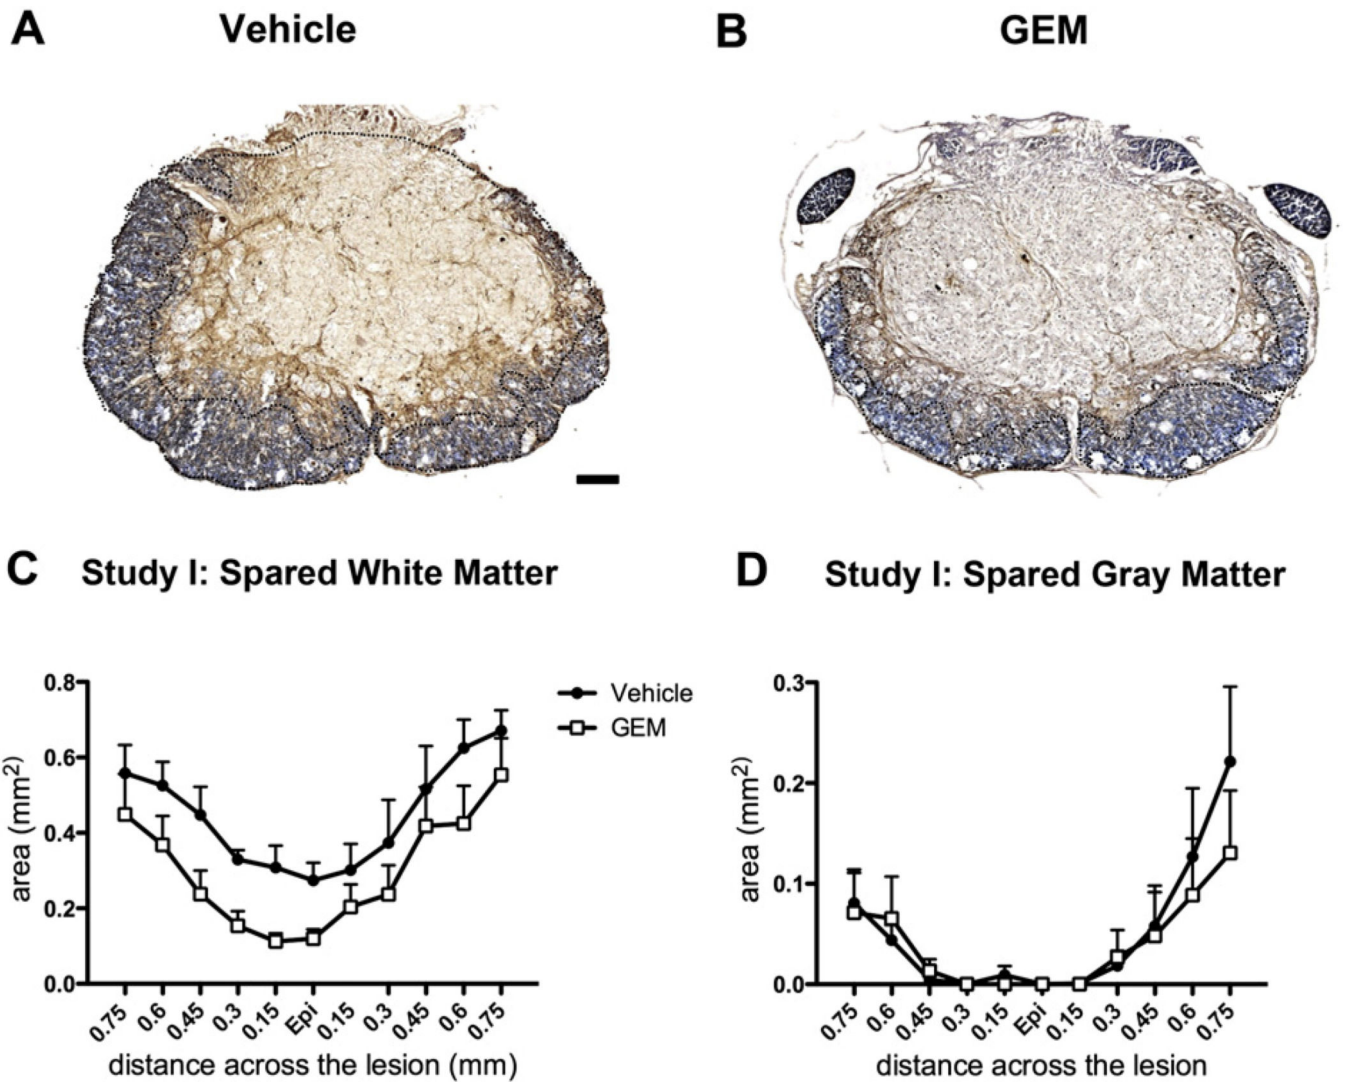 A Vehicle
B GEM
C Study I: Spared White Matter
D Study I: Spared Gray Matter
0.8
0.6
0.4
0.2
0.0
area (mm²)
0.75 0.6 0.45 0.3 0.15 Epi 0.15 0.3 0.45 0.6 0.75
distance across the lesion (mm)
Vehicle
GEM
0.3
0.2
0.1
0.0
area (mm²)
0.75 0.6 0.45 0.3 0.15 Epi 0.15 0.3 0.45 0.6 0.75
distance across the lesion